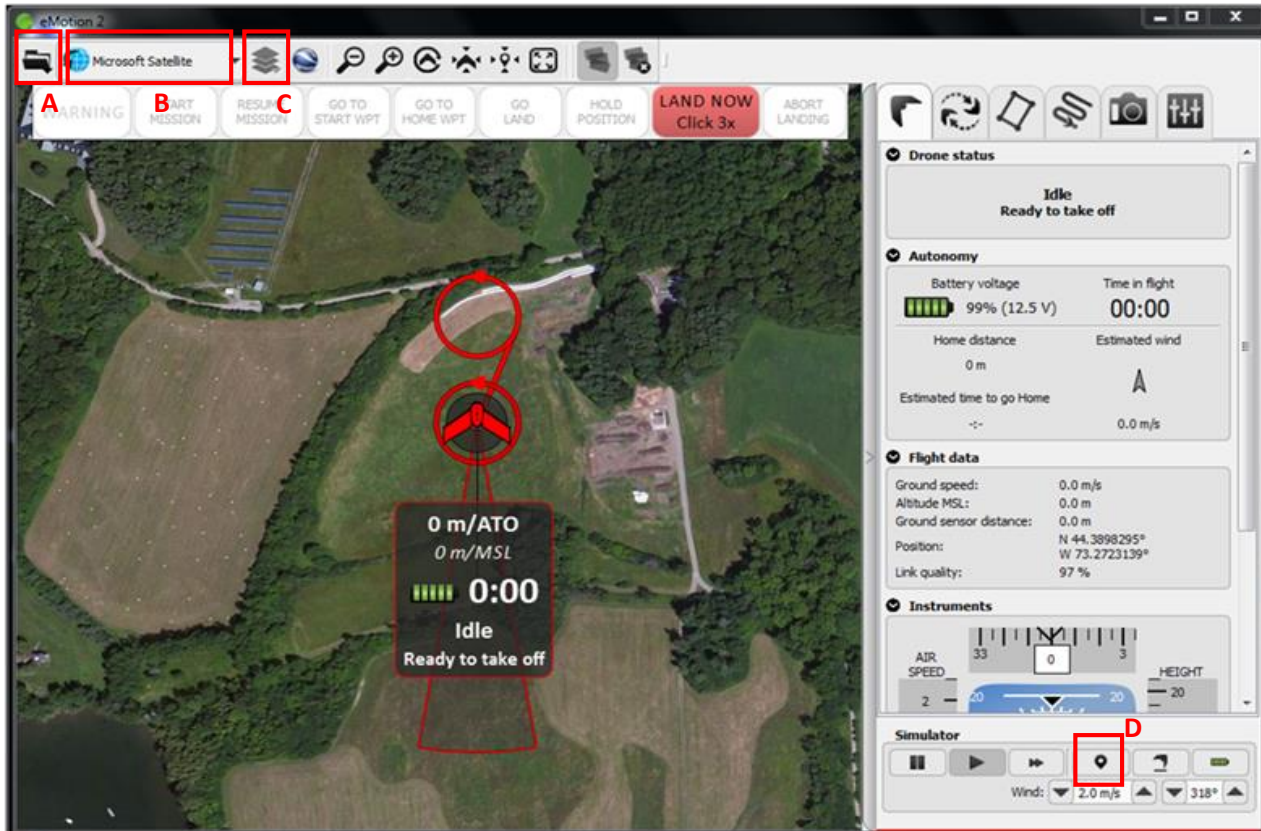 eMotion 2
Microsoft Satellite
A
B
C
WARNING
START MISSION
RESUME MISSION
GO TO START WPT
GO TO HOME WPT
GO LAND
HOLD POSITION
LAND NOW
Click 3x
ABORT LANDING
Drone status
Idle
Ready to take off
Autonomy
Battery voltage
Time in flight
99% (12.5 V)
00:00
Home distance
Estimated wind
0 m
Estimated time to go Home
-:-
0.0 m/s
Flight data
Ground speed: 0.0 m/s
Altitude MSL: 0.0 m
Ground sensor distance: 0.0 m
Position: N 44.3898295°
W 73.2723139°
Link quality: 97 %
Instruments
33
0
3
AIR SPEED
HEIGHT
2
20
20
20
0 m/ATO
0 m/MSL
0:00
Idle
Ready to take off
Simulator
D
Wind: 2.0 m/s 318°